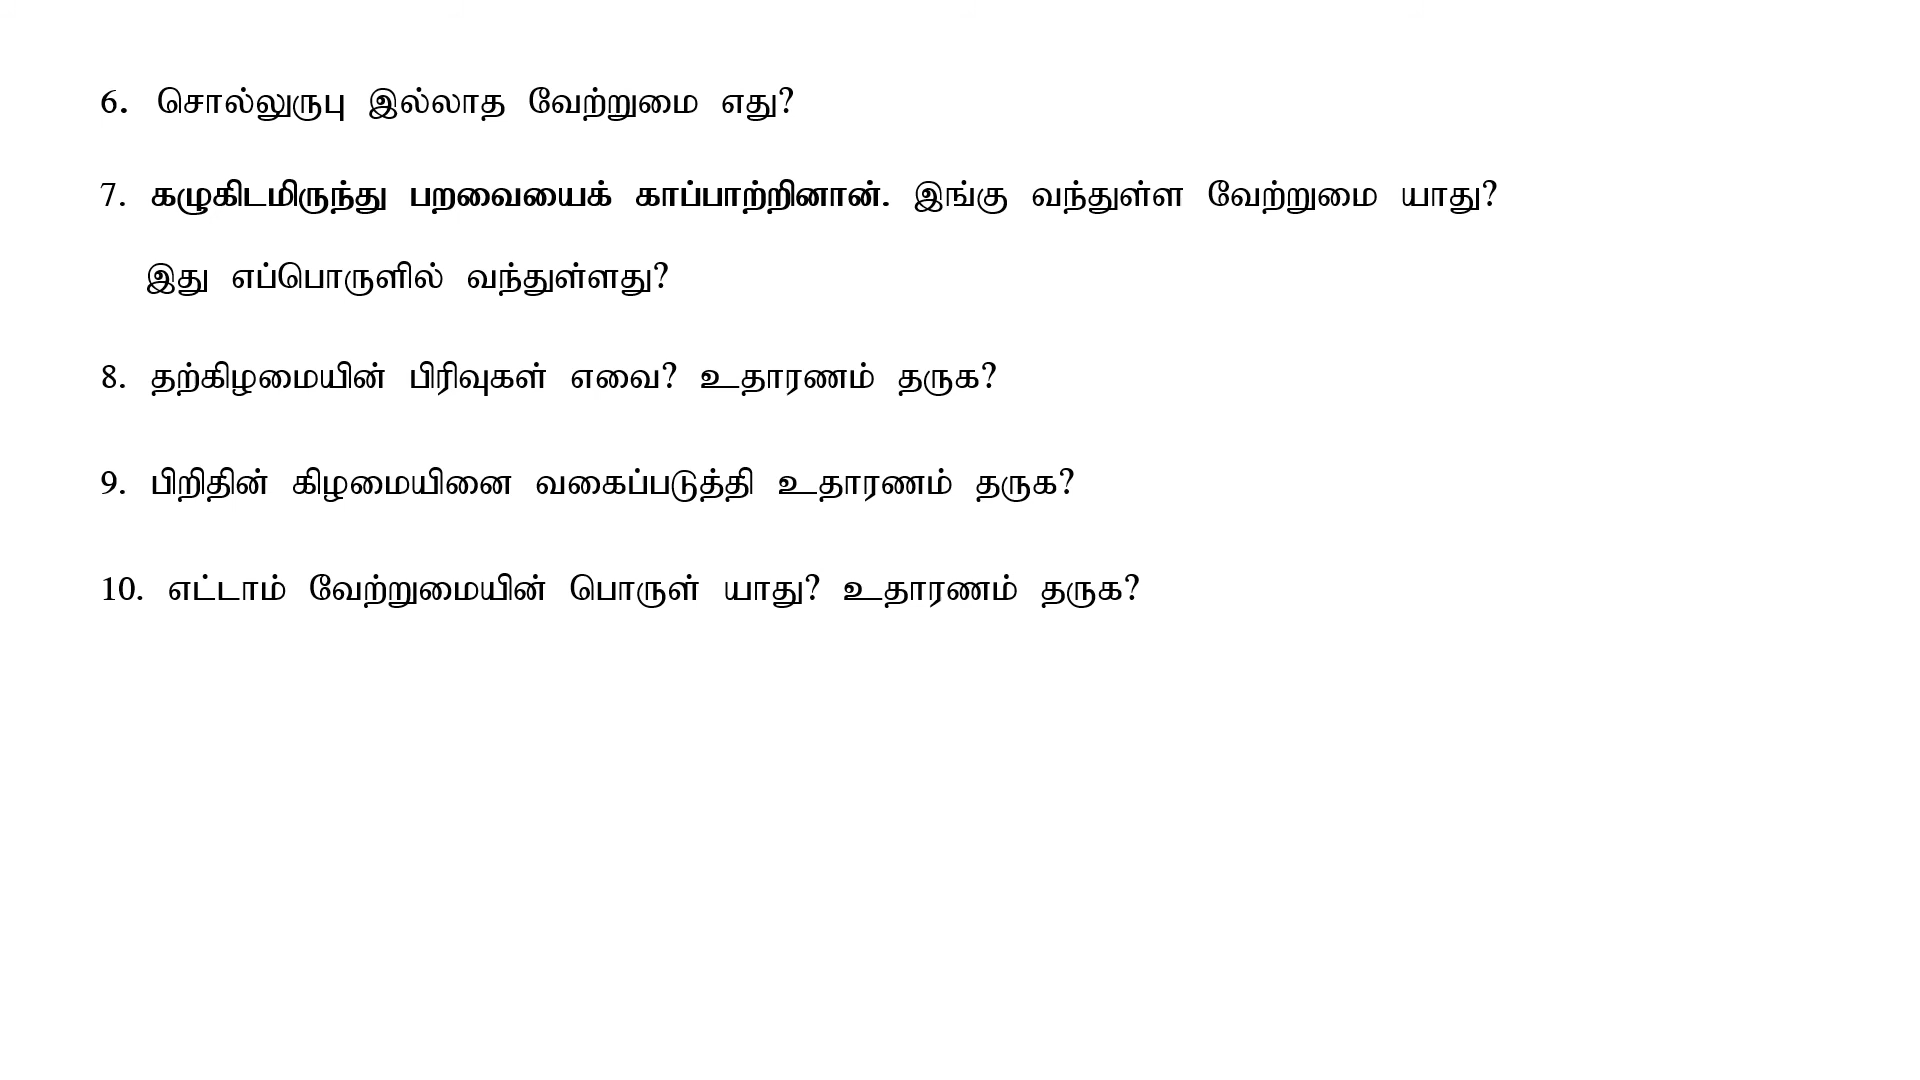 6. சொல்லுருபு இல்லாத வேற்றுமை எது?
7. கழுகிடமிருந்து பறவையைக் காப்பாற்றினான். இங்கு வந்துள்ள வேற்றுமை யாது?
இது எப்பொருளில் வந்துள்ளது?
8. தற்கிழமையின் பிரிவுகள் எவை? உதாரணம் தருக?
9. பிறிதின் கிழமையினை வகைப்படுத்தி உதாரணம் தருக?
10. எட்டாம் வேற்றுமையின் பொருள் யாது? உதாரணம் தருக?